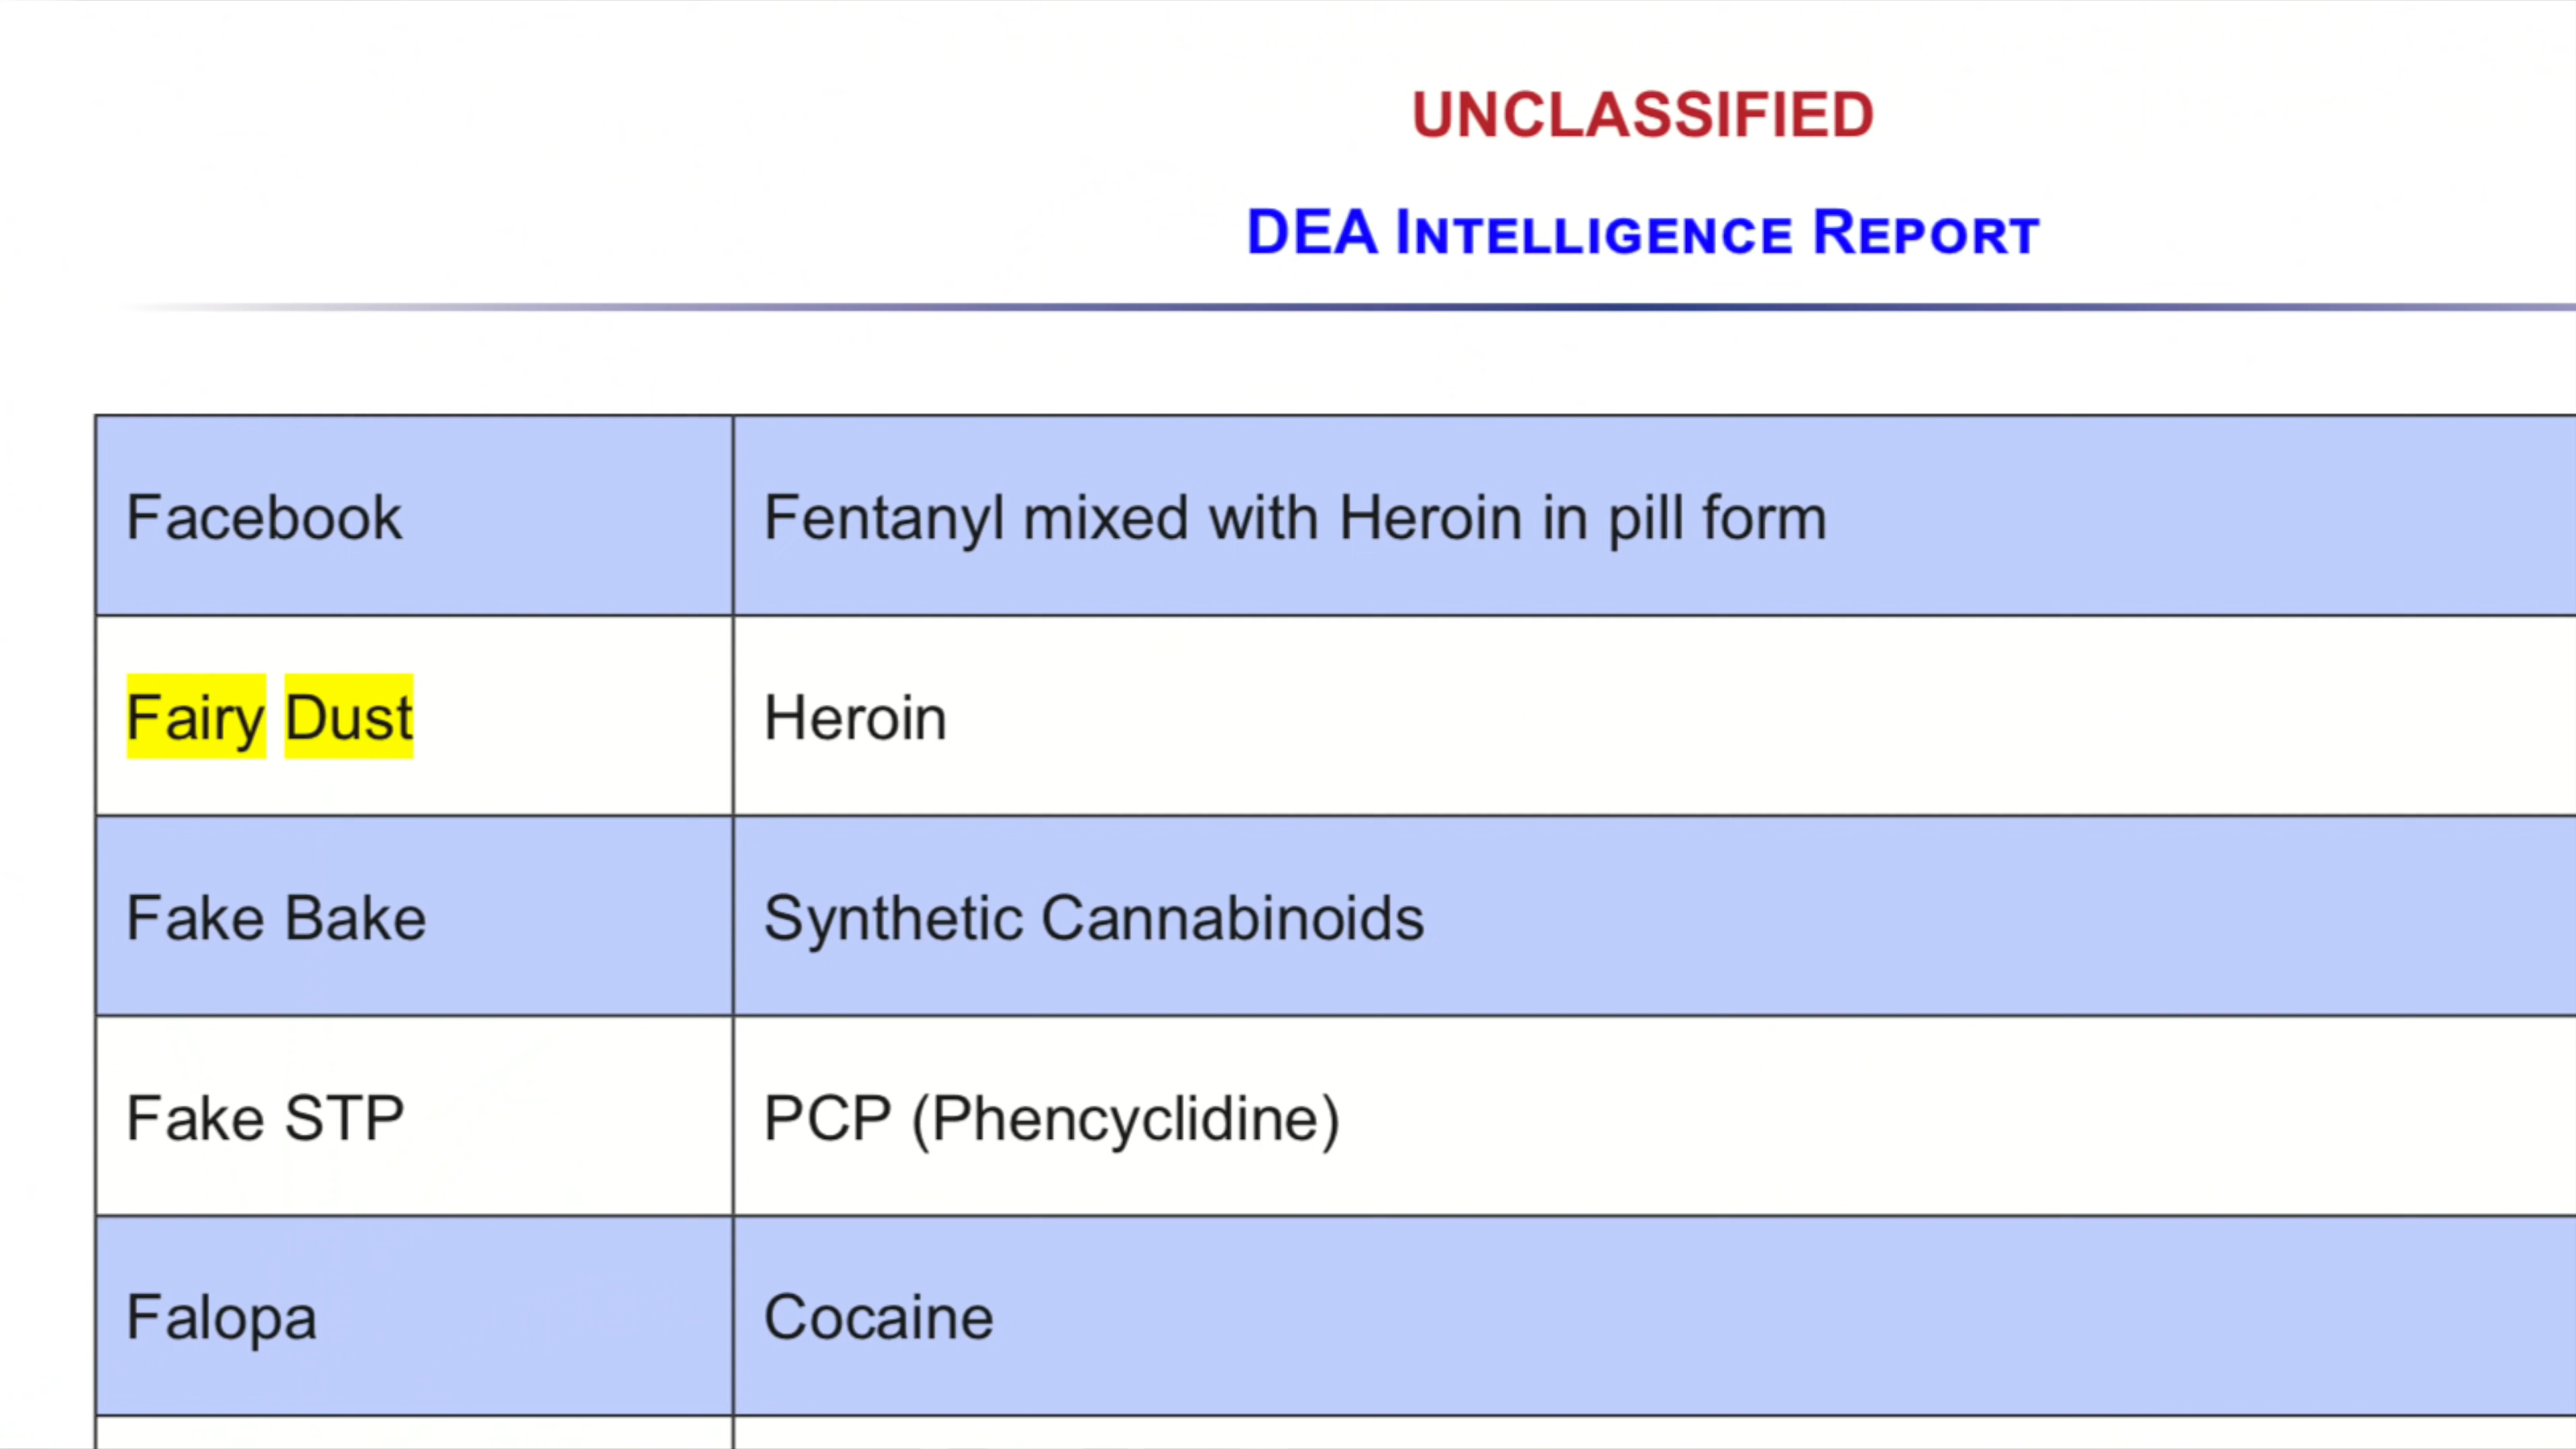 UNCLASSIFIED
DEA INTELLIGENCE REPORT
Facebook Fentanyl mixed with Heroin in pill form
Fairy Dust Heroin
Fake Bake Synthetic Cannabinoids
Fake STP PCP (Phencyclidine)
Falopa Cocaine